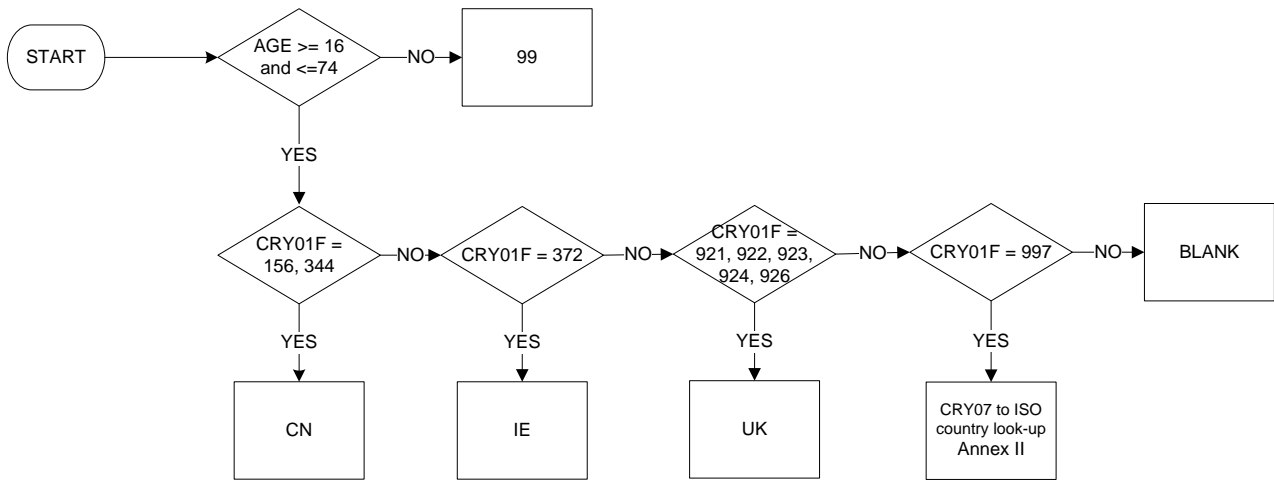 START
AGE >= 16
and <=74
NO
99
YES
CRY01F =
156, 344
NO
CRY01F = 372
NO
CRY01F =
921, 922, 923,
924, 926
NO
CRY01F = 997
NO
BLANK
YES
YES
YES
YES
CN
IE
UK
CRY07 to ISO
country look-up
Annex II